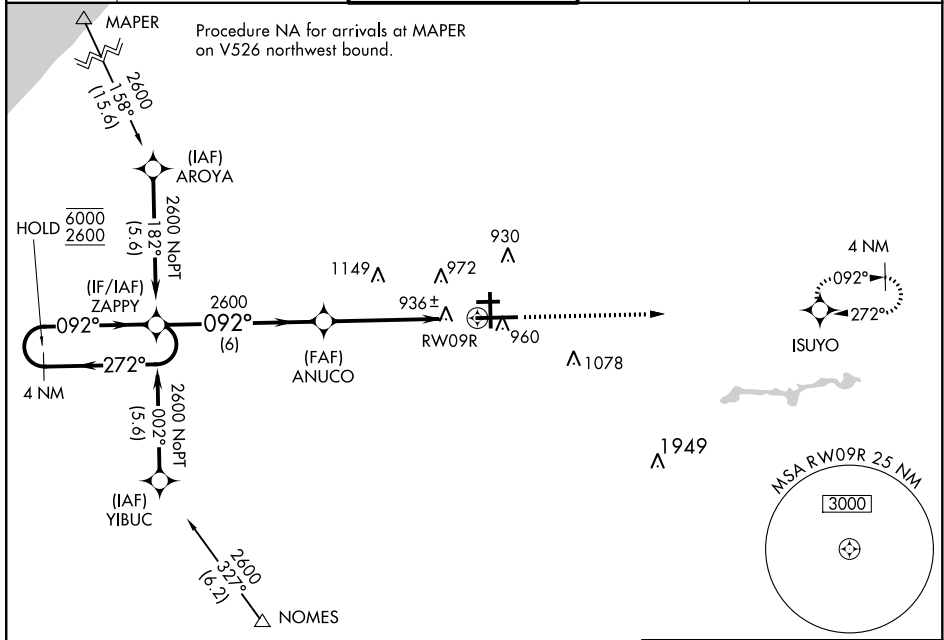 MAPER
Procedure NA for arrivals at MAPER
on V526 northwest bound.
2600
158°
(15.6)
(IAF)
AROYA
2600 NoPT
182°
(5.6)
HOLD 6000
2600
(IF/IAF)
ZAPPY
092°
272°
4 NM
2600
092°
(6)
(FAF)
ANUCO
1149
972
930
936±
RW09R
960
1078
1949
4 NM
092°
272°
ISUYO
2600 NoPT
002°
(5.6)
(IAF)
YIBUC
2600
327°
(6.2)
NOMES
MSA RW09R 25 NM
3000